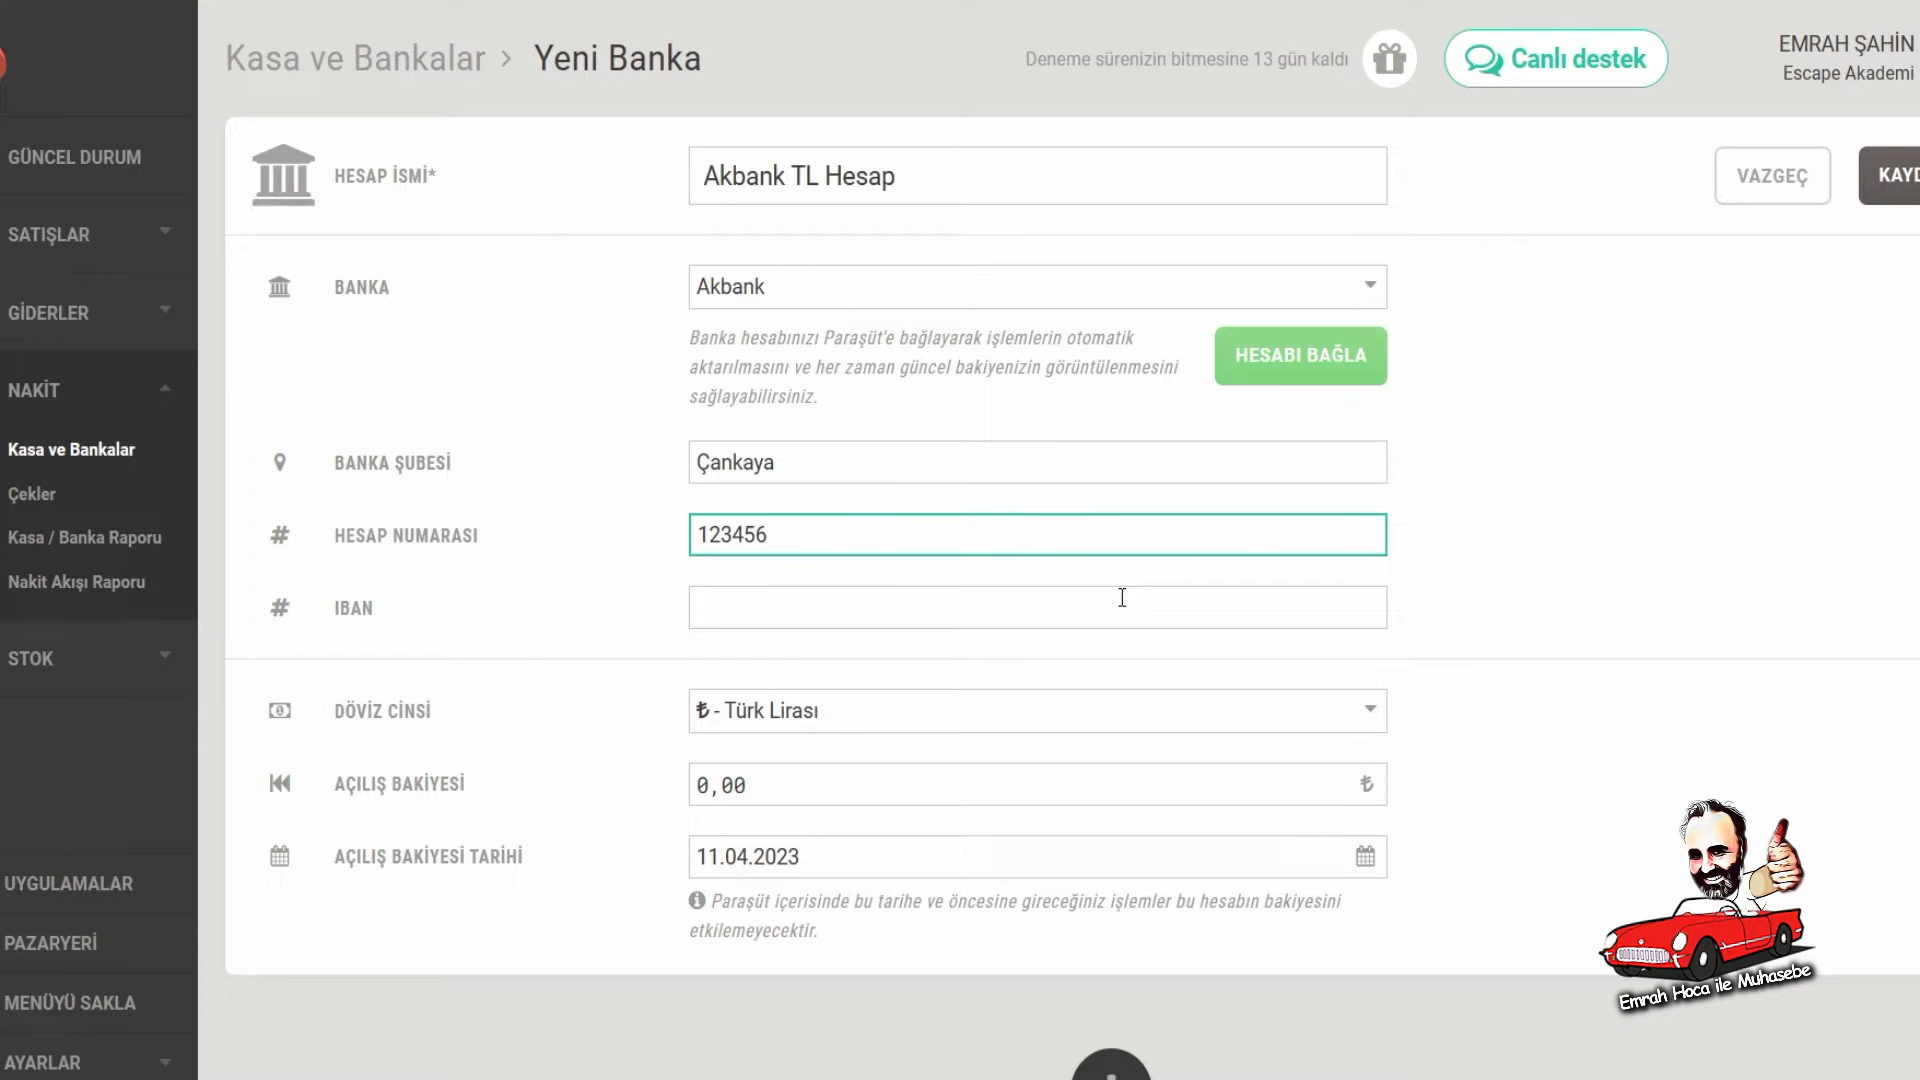 Kasa ve Bankalar > Yeni Banka
Deneme sürenizin bitmesine 13 gün kaldı
Canlı destek
EMRAH ŞAHİN
Escape Akademi
GÜNCEL DURUM
SATIŞLAR
GİDERLER
NAKİT
Kasa ve Bankalar
Çekler
Kasa / Banka Raporu
Nakit Akışı Raporu
STOK
UYGULAMALAR
PAZARYERİ
MENÜYÜ SAKLA
AYARLAR
HESAP İSMİ*
Akbank TL Hesap
VAZGEÇ
KAYD
BANKA
Akbank
Banka hesabınızı Paraşüt'e bağlayarak işlemlerin otomatik
aktarılmasını ve her zaman güncel bakiyenizin görüntülenmesini
sağlayabilirsiniz.
HESABI BAĞLA
BANKA ŞUBESİ
Çankaya
# HESAP NUMARASI
123456
# IBAN
DÖVİZ CİNSİ
₺ - Türk Lirası
AÇILIŞ BAKİYESİ
0,00 ₺
AÇILIŞ BAKİYESİ TARİHİ
11.04.2023
Paraşüt içerisinde bu tarihe ve öncesine gireceğiniz işlemler bu hesabın bakiyesini
etkilemeyecektir.
Emrah Hoca ile Muhasebe